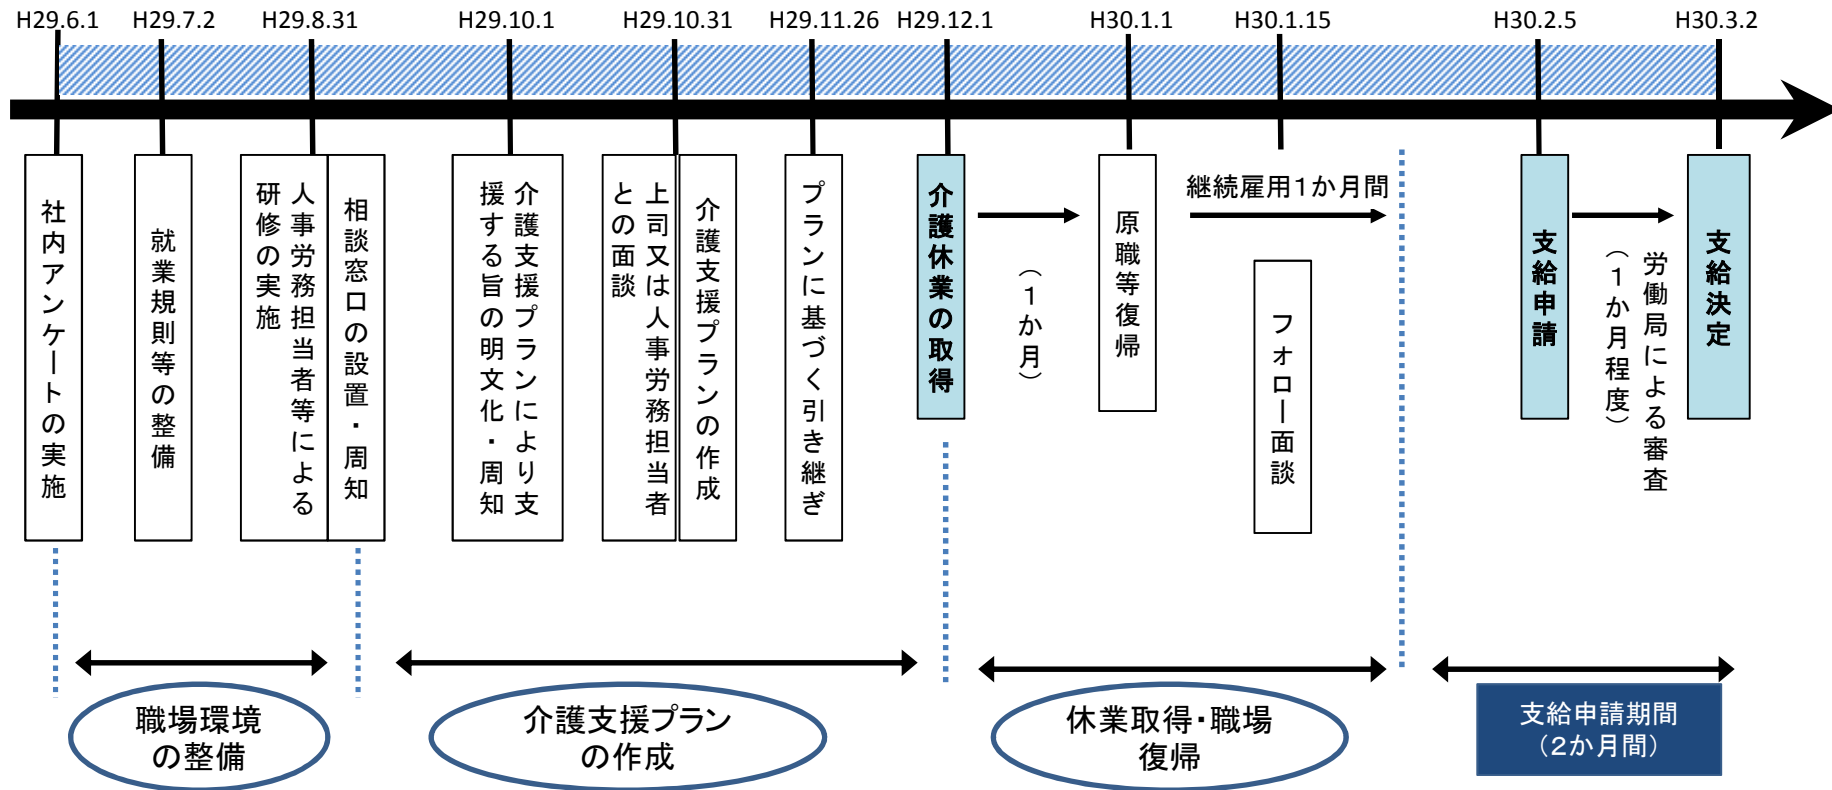 H29.6.1
H29.7.2
H29.8.31
H29.10.1
H29.10.31
H29.11.26
H29.12.1
H30.1.1
H30.1.15
H30.2.5
H30.3.2
社内アンケートの実施
就業規則等の整備
人事労務担当者等による
研修の実施
相談窓口の設置・周知
介護支援プランにより支
援する旨の明文化・周知
上司又は人事労務担当者
との面談
介護支援プランの作成
プランに基づく引き継ぎ
介護休業の取得
（１か月）
原職等復帰
継続雇用１か月間
フォロー面談
支給申請
労働局による審査
（１か月程度）
支給決定
職場環境
の整備
介護支援プラン
の作成
休業取得・職場
復帰
支給申請期間
（２か月間）